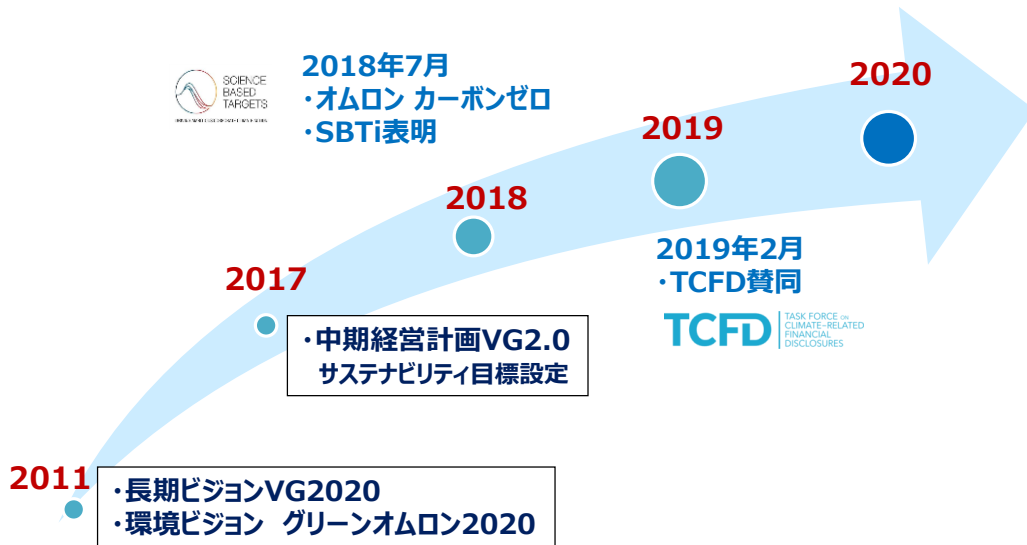 SCIENCE
BASED
TARGETS
2018年7月
・オムロン カーボンゼロ
・SBTi表明
2020
2019
2018
2019年2月
・TCFD賛同
TCFD
TASK FORCE ON
CLIMATE-RELATED
FINANCIAL
DISCLOSURES
2017
・中期経営計画VG2.0
サステナビリティ目標設定
2011
・長期ビジョンVG2020
・環境ビジョン グリーンオムロン2020